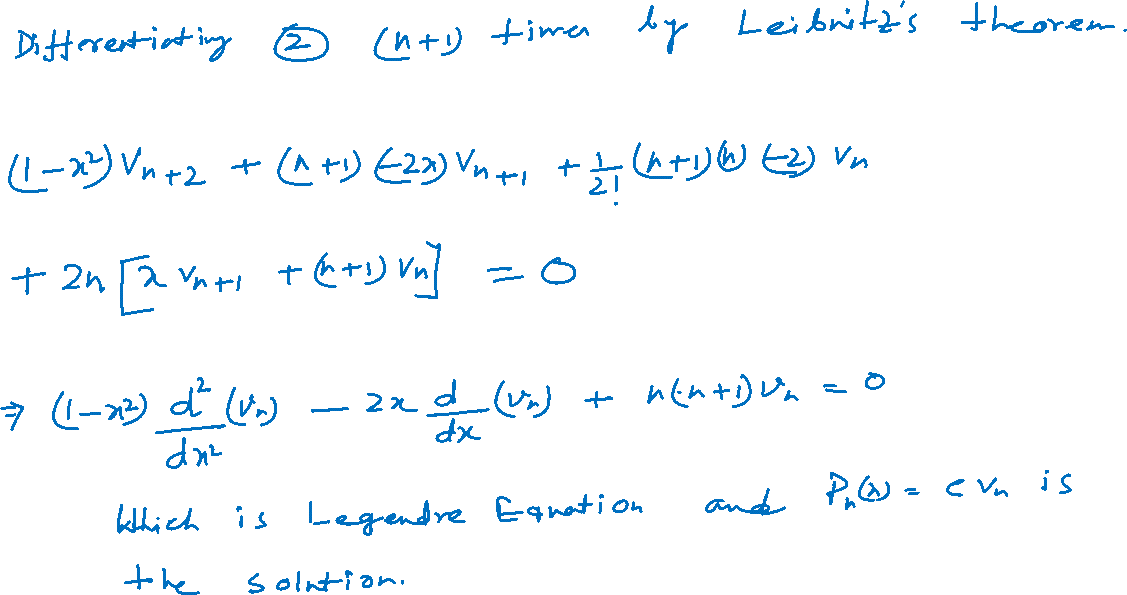 Differentiating ② (n+1) times by Leibnitz's theorem.
(1-x²) Vn+2 + (n+1) (-2x) Vn+1 + 1/2! (n+1)(n) (-2) Vn
+ 2n [x Vn+1 + (n+1) Vn] = 0
⇒ (1-x²) d²/dx² (Vn) - 2x d/dx (Vn) + n(n+1) Vn = 0
Which is Legendre Equation and Pn(x) = c Vn is
the solution.